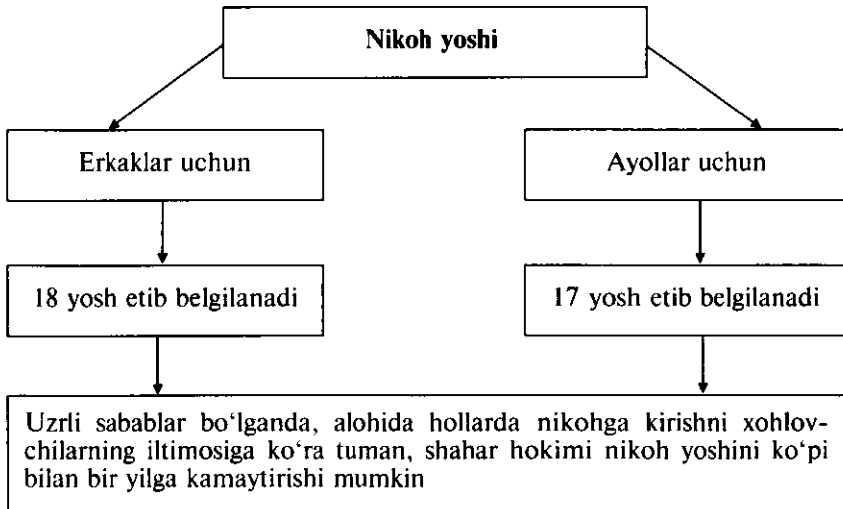 Nikoh yoshi
Erkaklar uchun
Ayollar uchun
18 yosh etib belgilanadi
17 yosh etib belgilanadi
Uzrli sabablar bo‘lganda, alohida hollarda nikohga kirishni xohlov-
chilarning iltimosiga ko‘ra tuman, shahar hokimi nikoh yoshini ko‘pi
bilan bir yilga kamaytirishi mumkin